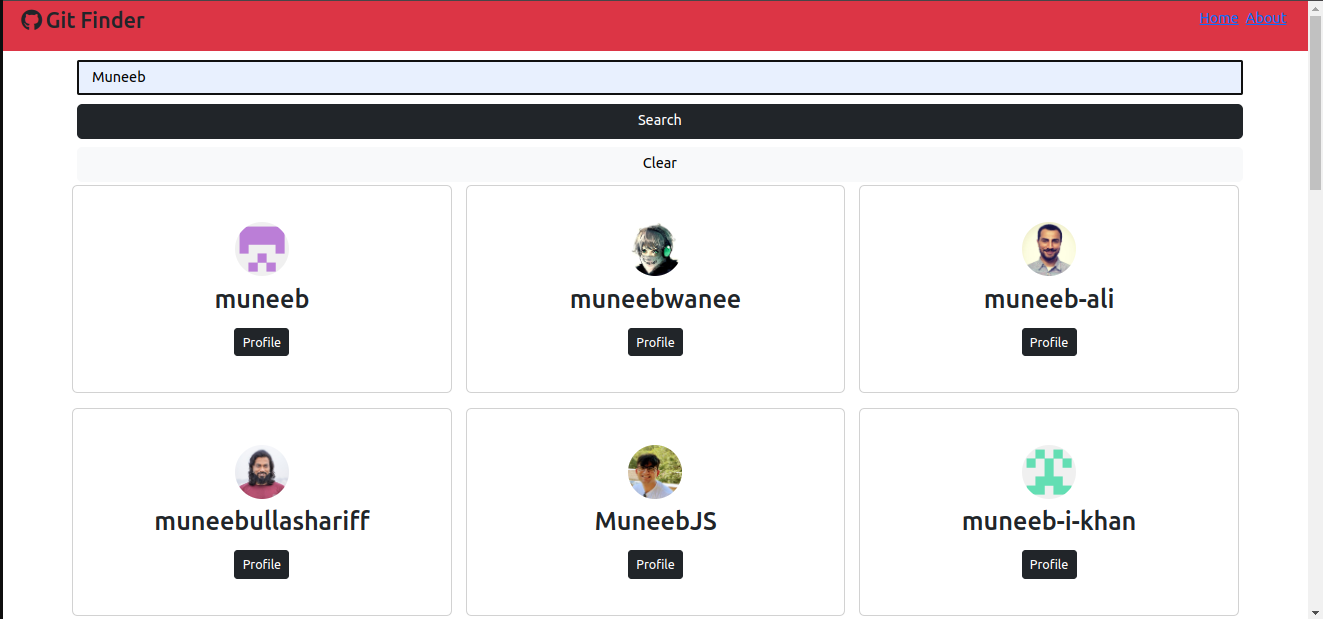 Git Finder
Home About
Muneeb
Search
Clear
muneeb muneebwanee muneeb-ali
Profile Profile Profile
muneebullashariff MuneebJS muneeb-i-khan
Profile Profile Profile